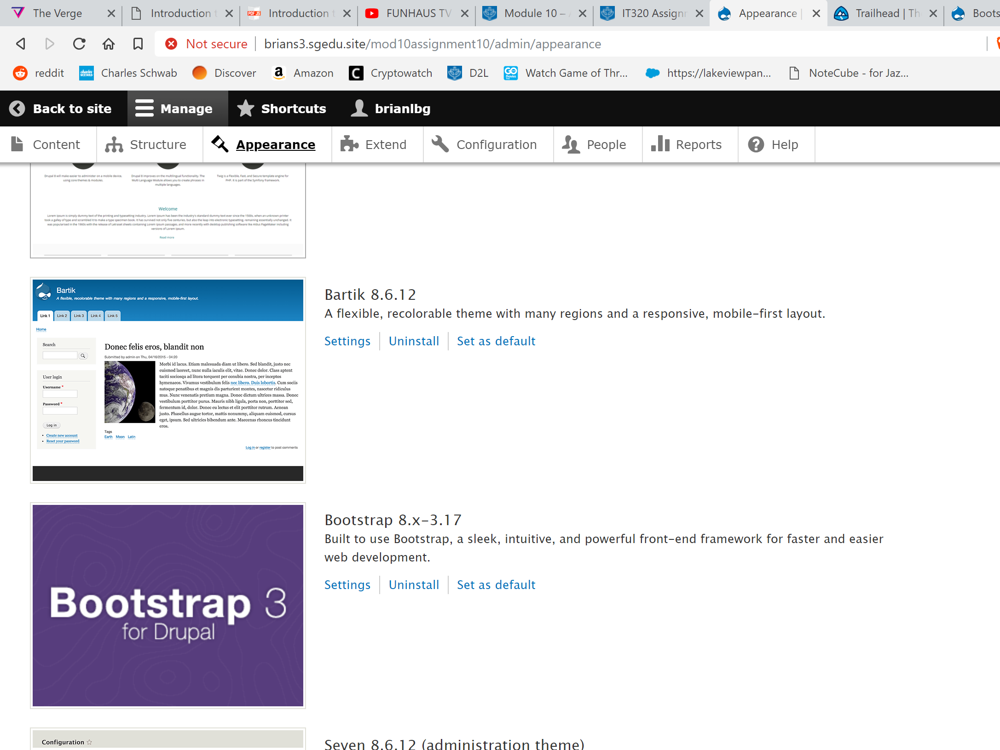 The Verge
Introduction t
PDF JS
Introduction t
FUNHAUS TV
Module 10 –
IT320 Assignm
Appearance |
Trailhead | Th
Boots
Not secure
brians3.sgedu.site/mod10assignment10/admin/appearance
reddit
Charles Schwab
Discover
Amazon
Cryptowatch
D2L
Watch Game of Thr...
https://lakeviewpan...
NoteCube - for Jaz...
Back to site
Manage
Shortcuts
brianlbg
Content
Structure
Appearance
Extend
Configuration
People
Reports
Help
Drupal 8 will make easier to administer on a mobile device,
using core themes & modules.
Drupal 8 improves on the multilingual functionality. The
Multi Language Module allows you to create phrases in
multiple languages.
Twig is a Flexible, Fast, and Secure template engine for
PHP. It is part of the Symfony framework.
Welcome
Lorem Ipsum is simply dummy text of the printing and typesetting industry. Lorem Ipsum has been the industry's standard dummy text ever since the 1500s, when an unknown printer
took a galley of type and scrambled it to make a type specimen book. It has survived not only five centuries, but also the leap into electronic typesetting, remaining essentially unchanged. It
was popularised in the 1960s with the release of Letraset sheets containing Lorem Ipsum passages, and more recently with desktop publishing software like Aldus PageMaker including
versions of Lorem Ipsum.
Read more
Bartik
A flexible, recolorable theme with many regions and a responsive, mobile-first layout.
Link 1
Link 2
Link 3
Link 4
Link 5
Home
Search
User login
Username *
Password *
Log in
Create new account
Reset your password
Donec felis eros, blandit non
Submitted by admin on Thu, 04/16/2015 - 04:20
Morbi id lacus. Etiam malesuada diam ut libero. Sed blandit, justo nec
euismod laoreet, nunc nulla iaculis elit, vitae. Donec dolor. Class aptent
taciti sociosqu ad litora torquent per conubia nostra, per inceptos
hymenaeos. Vivamus vestibulum felis nec libero. Duis lobortis. Cum sociis
natoque penatibus et magnis dis parturient montes, nascetur ridiculus
mus. Nunc venenatis pretium magna. Donec dictum ultrices massa. Donec
vestibulum porttitor purus. Mauris nibh ligula, porta non, porttitor sed,
fermentum id, dolor. Donec eu lectus et elit porttitor rutrum. Aenean
justo. Phasellus augue tortor, mattis nonummy, aliquam euismod, cursus
eget, ipsum. Sed ultricies bibendum ante. Maecenas rhoncus tincidunt
eros.
Tags
Earth Moon Latin
Log in or register to post comments
Bartik 8.6.12
A flexible, recolorable theme with many regions and a responsive, mobile-first layout.
Settings
Uninstall
Set as default
Bootstrap 3
for Drupal
Bootstrap 8.x-3.17
Built to use Bootstrap, a sleek, intuitive, and powerful front-end framework for faster and easier
web development.
Settings
Uninstall
Set as default
Configuration
Seven 8.6.12 (administration theme)